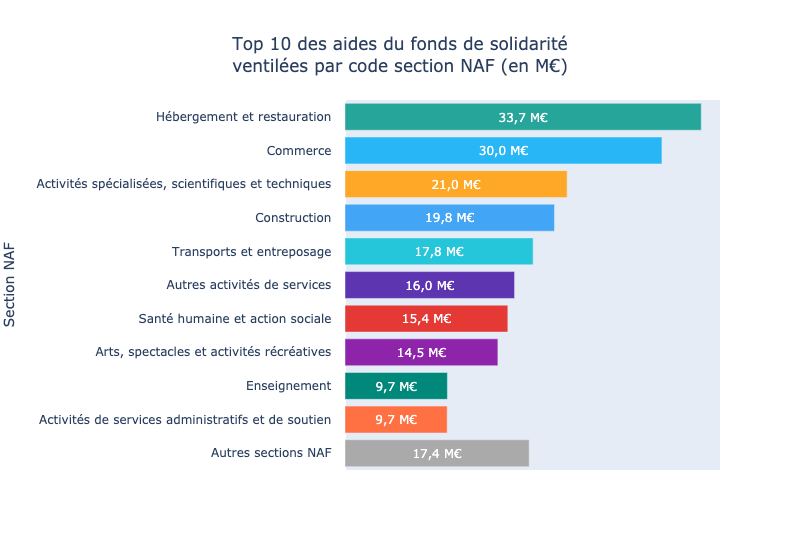 Top 10 des aides du fonds de solidarité
ventilées par code section NAF (en M€)
Section NAF
Hébergement et restauration 33,7 M€
Commerce 30,0 M€
Activités spécialisées, scientifiques et techniques 21,0 M€
Construction 19,8 M€
Transports et entreposage 17,8 M€
Autres activités de services 16,0 M€
Santé humaine et action sociale 15,4 M€
Arts, spectacles et activités récréatives 14,5 M€
Enseignement 9,7 M€
Activités de services administratifs et de soutien 9,7 M€
Autres sections NAF 17,4 M€